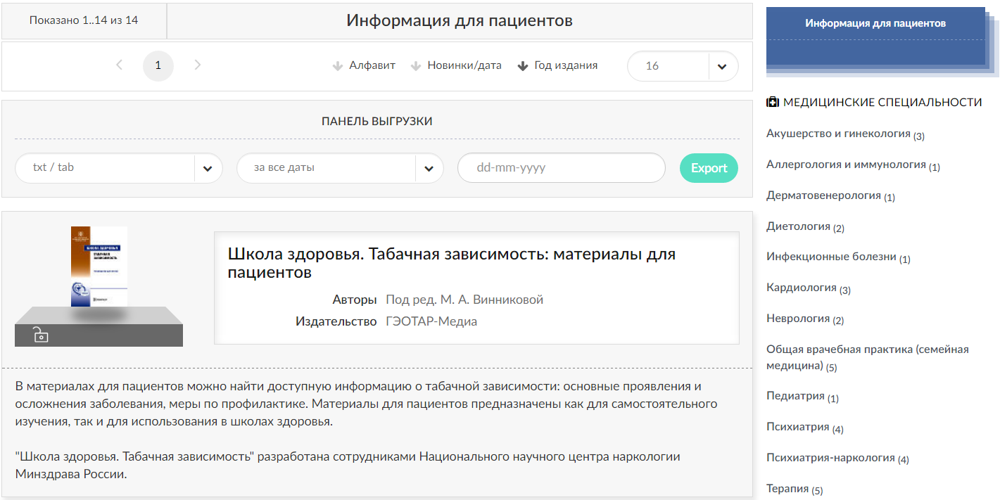 Показано 1..14 из 14
Информация для пациентов
1
Алфавит
Новинки/дата
Год издания
16
ПАНЕЛЬ ВЫГРУЗКИ
txt / tab
за все даты
dd-mm-yyyy
Export
ШКОЛА ЗДОРОВЬЯ
ТАБАЧНАЯ
ЗАВИСИМОСТЬ
Школа здоровья. Табачная зависимость: материалы для
пациентов
Авторы Под ред. М. А. Винниковой
Издательство ГЭОТАР-Медиа
В материалах для пациентов можно найти доступную информацию о табачной зависимости: основные проявления и
осложнения заболевания, меры по профилактике. Материалы для пациентов предназначены как для самостоятельного
изучения, так и для использования в школах здоровья.
"Школа здоровья. Табачная зависимость" разработана сотрудниками Национального научного центра наркологии
Минздрава России.
Информация для пациентов
МЕДИЦИНСКИЕ СПЕЦИАЛЬНОСТИ
Акушерство и гинекология (3)
Аллергология и иммунология (1)
Дерматовенерология (1)
Диетология (2)
Инфекционные болезни (1)
Кардиология (3)
Неврология (2)
Общая врачебная практика (семейная
медицина) (5)
Педиатрия (1)
Психиатрия (4)
Психиатрия-наркология (4)
Терапия (5)